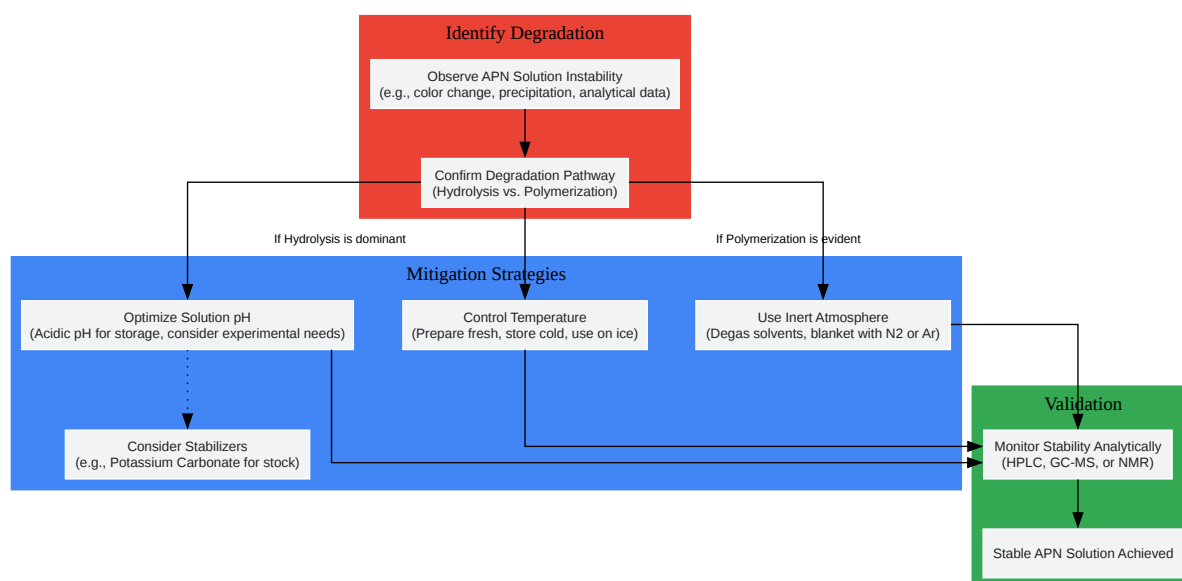 Identify Degradation
Observe APN Solution Instability
(e.g., color change, precipitation, analytical data)
Confirm Degradation Pathway
(Hydrolysis vs. Polymerization)
If Hydrolysis is dominant
If Polymerization is evident
Mitigation Strategies
Optimize Solution pH
(Acidic pH for storage, consider experimental needs)
Control Temperature
(Prepare fresh, store cold, use on ice)
Use Inert Atmosphere
(Degas solvents, blanket with N2 or Ar)
Consider Stabilizers
(e.g., Potassium Carbonate for stock)
Validation
Monitor Stability Analytically
(HPLC, GC-MS, or NMR)
Stable APN Solution Achieved